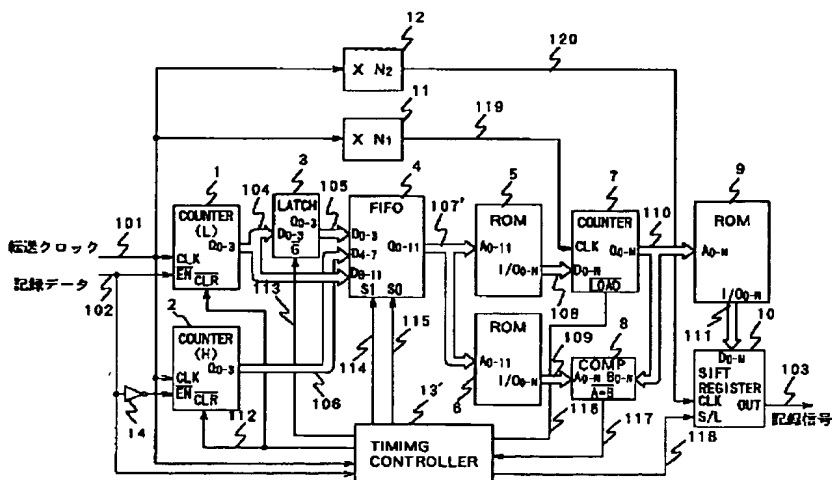 12
120
X N2
11
119
X N1
9
3
4
5
7
1
104
LATCH
105
FIFO
107'
ROM
COUNTER
110
ROM
COUNTER
(L)
Q0-3
D0-3
G
Q0-3
D0-3
D4-7
D8-11
Q0-11
A0-11
I/O0-N
CLK
D0-N
Q0-N
LOAD
A0-N
I/O0-N
転送クロック
101
CLK
EN
CLR
記録データ
102
113
S1
S0
108
8
111
10
2
COUNTER
(H)
Q0-3
CLK
EN
CLR
114
115
ROM
A0-11
I/O0-N
109
COMP
A0-N
B0-N
A=B
D0-N
SIFT
REGISTER
CLK
OUT
S/L
103
記録信号
106
6
14
112
13'
116
117
118
TIMIMG
CONTROLLER